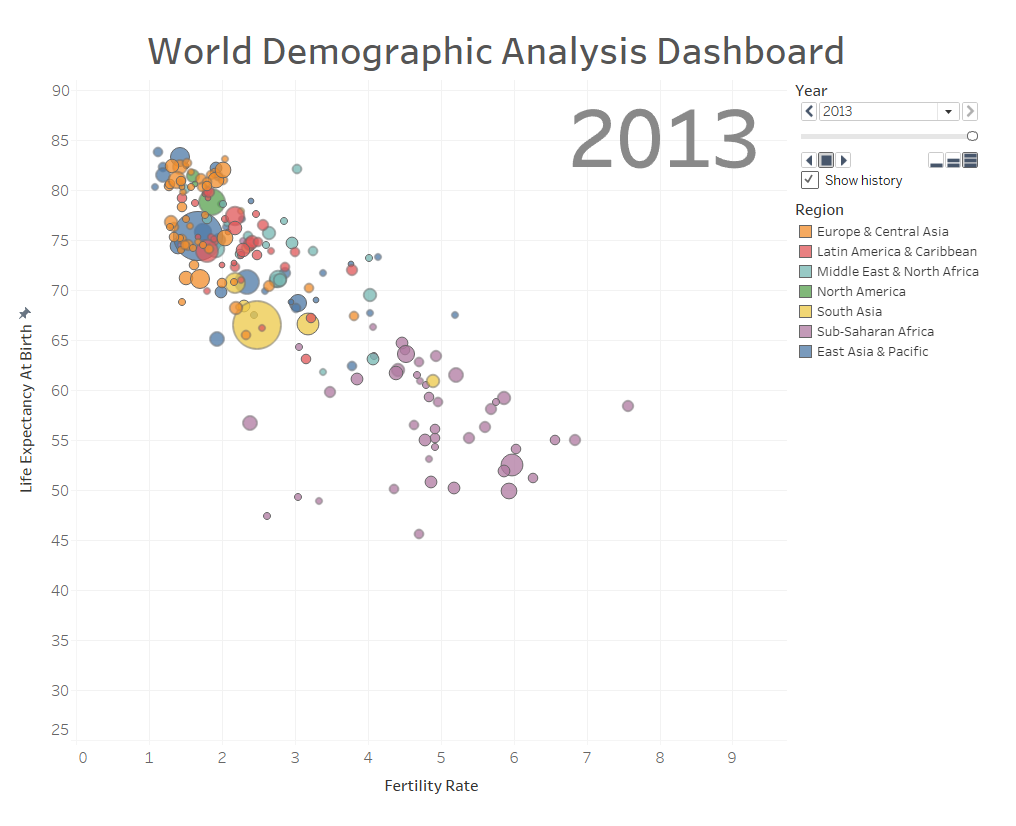 World Demographic Analysis Dashboard
2013
90
85
80
75
70
65
60
55
50
45
40
35
30
25
Life Expectancy At Birth
0 1 2 3 4 5 6 7 8 9
Fertility Rate
Year
2013
Show history
Region
Europe & Central Asia
Latin America & Caribbean
Middle East & North Africa
North America
South Asia
Sub-Saharan Africa
East Asia & Pacific